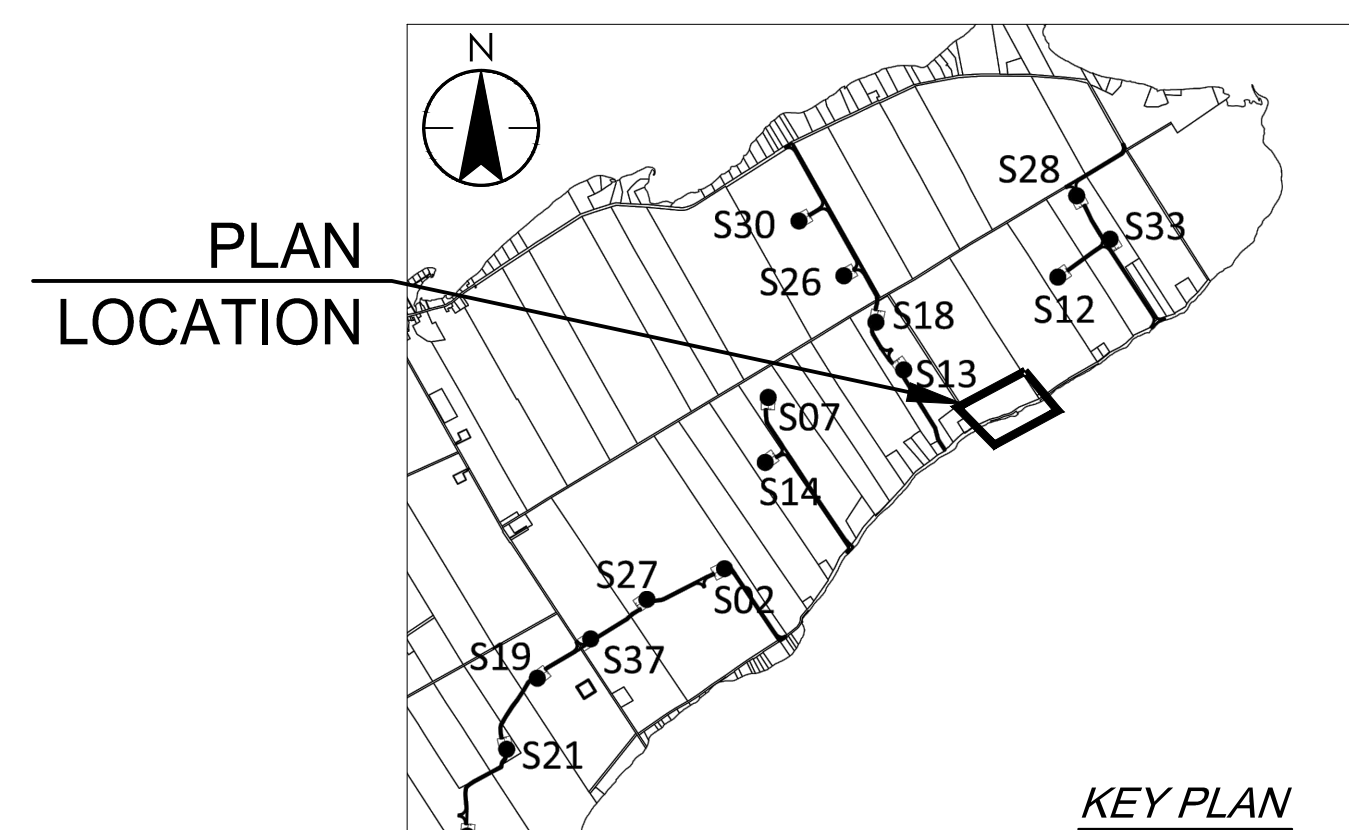 N
S28
S30
S33
S26
S12
PLAN
LOCATION
S18
S13
S07
S14
S27
S02
S19
S37
S21
KEY PLAN